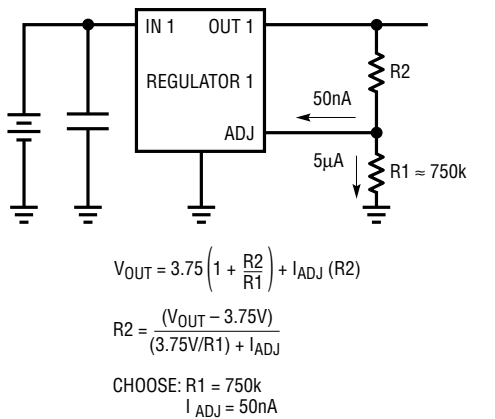 IN 1 OUT 1
REGULATOR 1
R2
50nA
ADJ
5µA
R1 ≈ 750k
V_OUT = 3.75 (1 + R2/R1) + I_ADJ (R2)
R2 = (V_OUT – 3.75V) / (3.75V/R1) + I_ADJ
CHOOSE: R1 = 750k
I_ADJ = 50nA